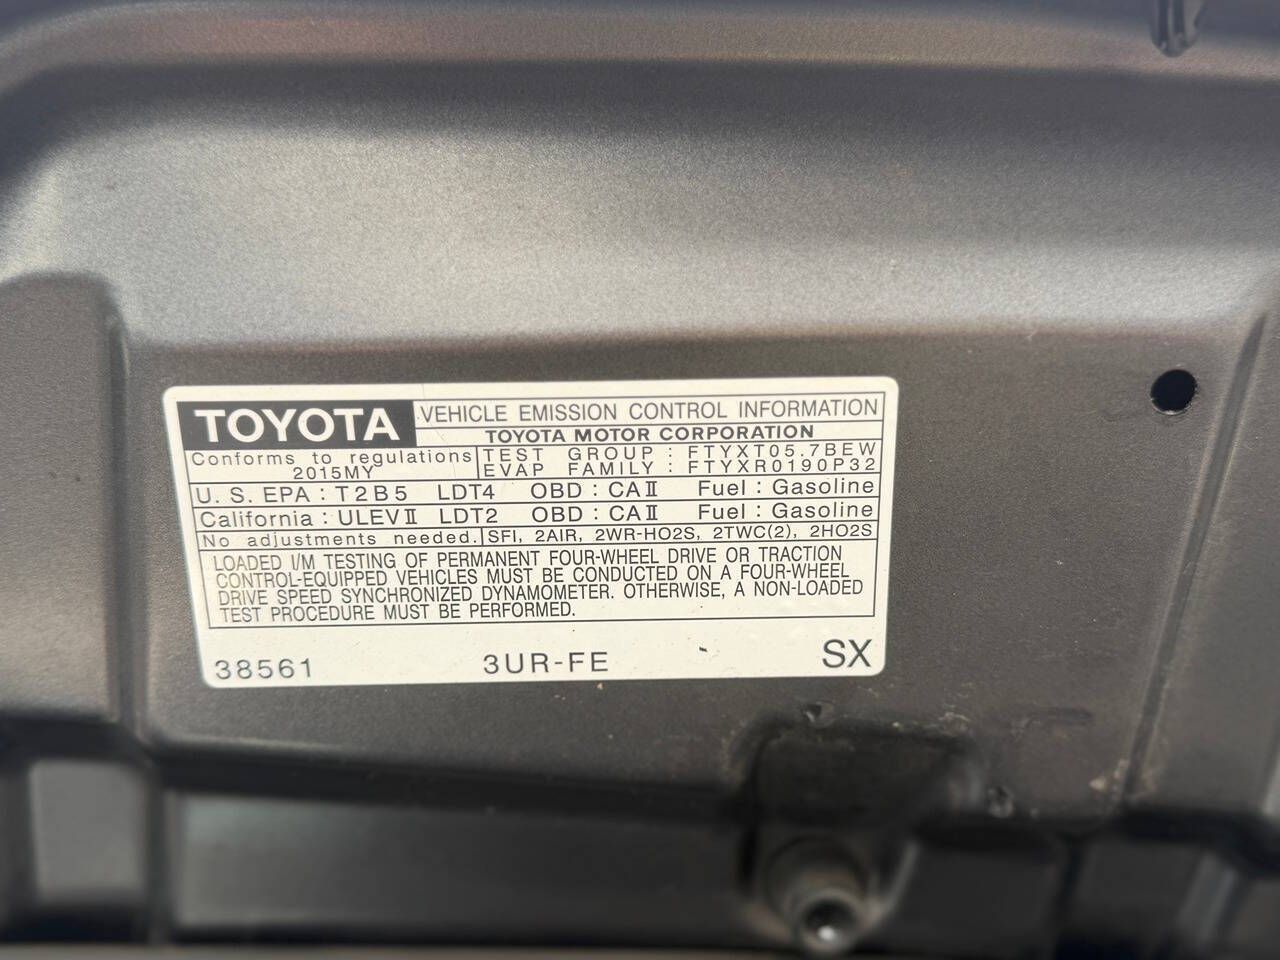 TOYOTA VEHICLE EMISSION CONTROL INFORMATION
TOYOTA MOTOR CORPORATION
Conforms to regulations
2015MY
TEST GROUP : FTYXT05.7BEW
EVAP FAMILY : FTYXR0190P32
U.S. EPA : T2B5 LDT4 OBD : CAⅡ Fuel : Gasoline
California : ULEVⅡ LDT2 OBD : CAⅡ Fuel : Gasoline
No adjustments needed. SFI, 2AIR, 2WR-HO2S, 2TWC(2), 2HO2S
LOADED I/M TESTING OF PERMANENT FOUR-WHEEL DRIVE OR TRACTION
CONTROL-EQUIPPED VEHICLES MUST BE CONDUCTED ON A FOUR-WHEEL
DRIVE SPEED SYNCHRONIZED DYNAMOMETER. OTHERWISE, A NON-LOADED
TEST PROCEDURE MUST BE PERFORMED.
38561 3UR-FE SX